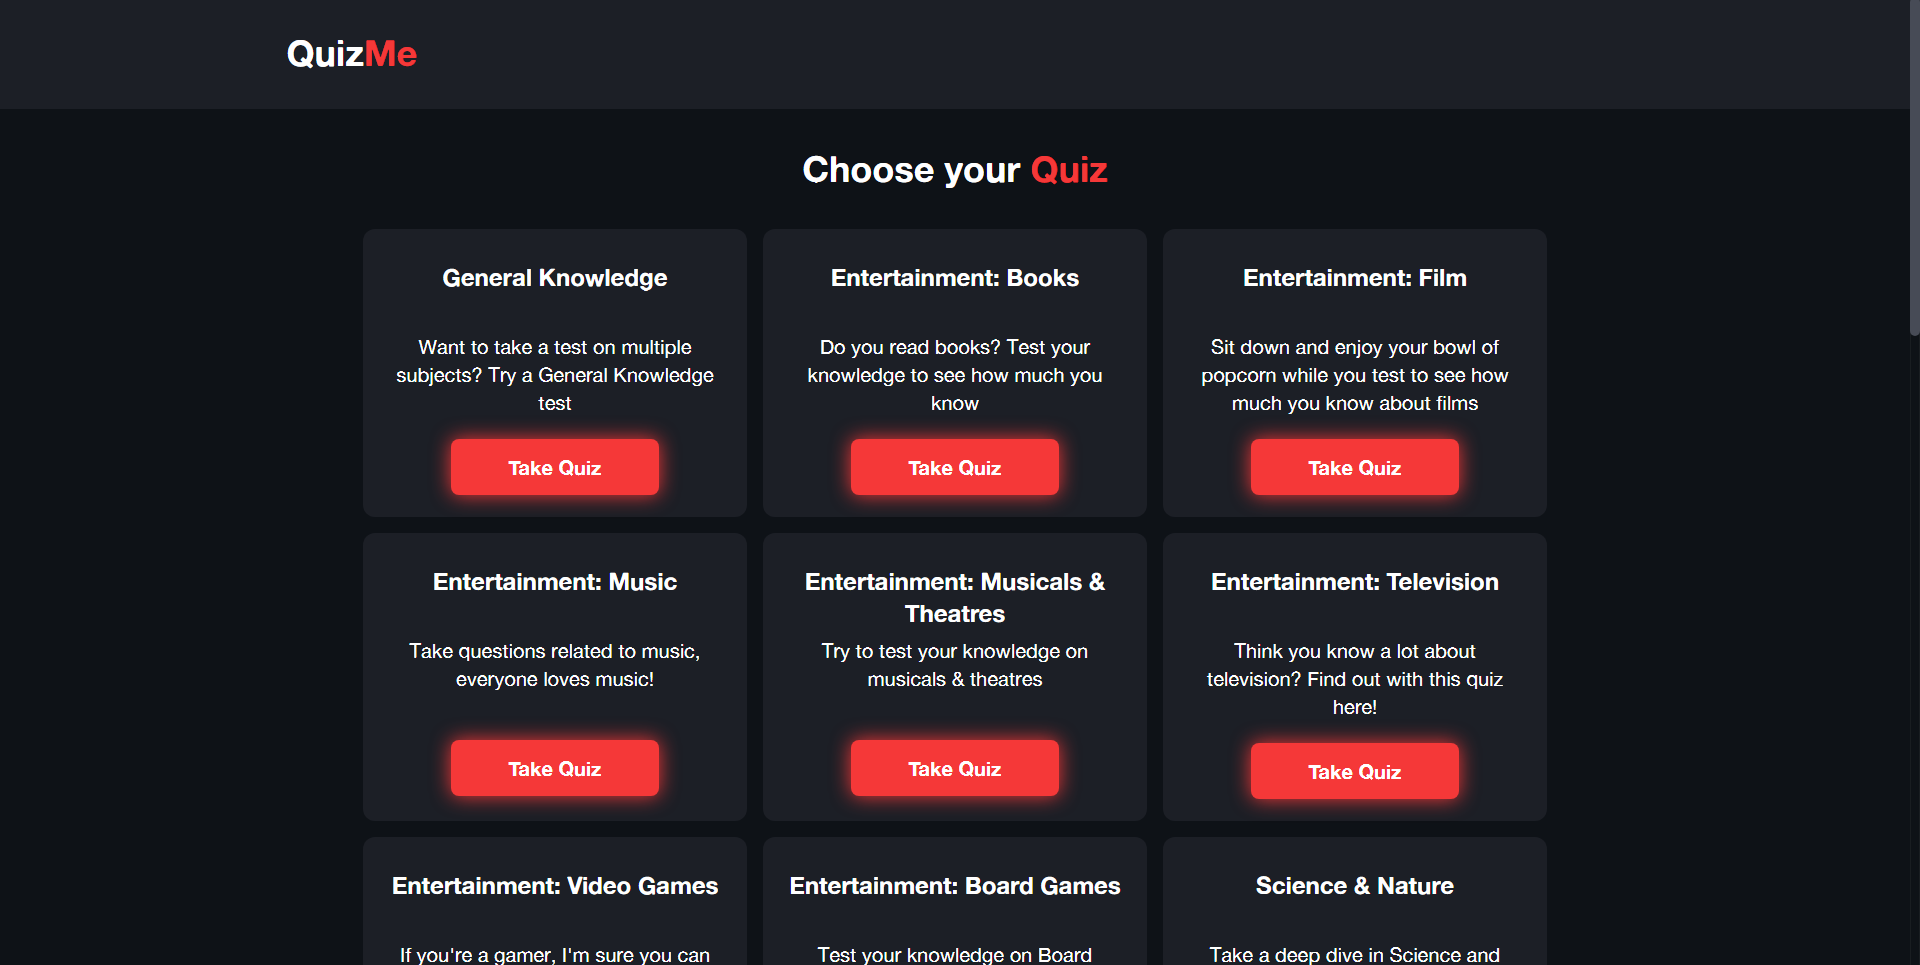 QuizMe
Choose your Quiz
General Knowledge
Want to take a test on multiple
subjects? Try a General Knowledge
test
Take Quiz
Entertainment: Books
Do you read books? Test your
knowledge to see how much you
know
Take Quiz
Entertainment: Film
Sit down and enjoy your bowl of
popcorn while you test to see how
much you know about films
Take Quiz
Entertainment: Music
Take questions related to music,
everyone loves music!
Take Quiz
Entertainment: Musicals &
Theatres
Try to test your knowledge on
musicals & theatres
Take Quiz
Entertainment: Television
Think you know a lot about
television? Find out with this quiz
here!
Take Quiz
Entertainment: Video Games
If you're a gamer, I'm sure you can
Entertainment: Board Games
Test your knowledge on Board
Science & Nature
Take a deep dive in Science and